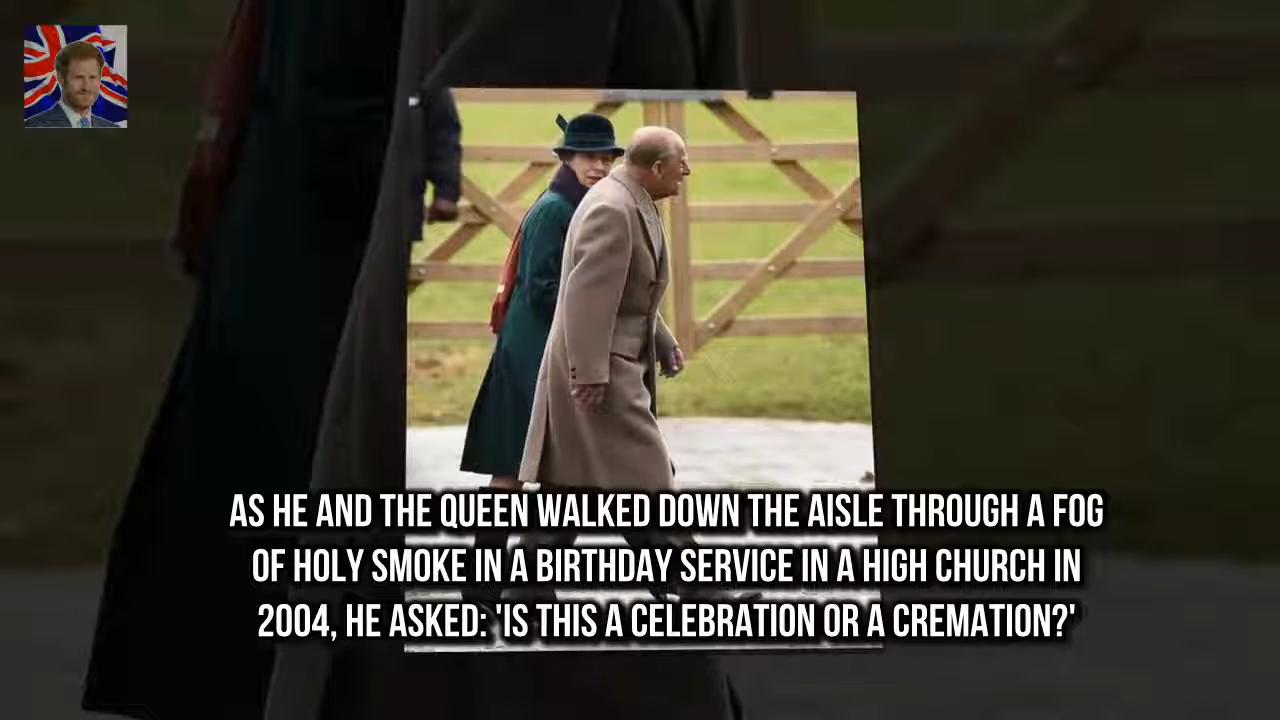 AS HE AND THE QUEEN WALKED DOWN THE AISLE THROUGH A FOG
OF HOLY SMOKE IN A BIRTHDAY SERVICE IN A HIGH CHURCH IN
2004, HE ASKED: 'IS THIS A CELEBRATION OR A CREMATION?'